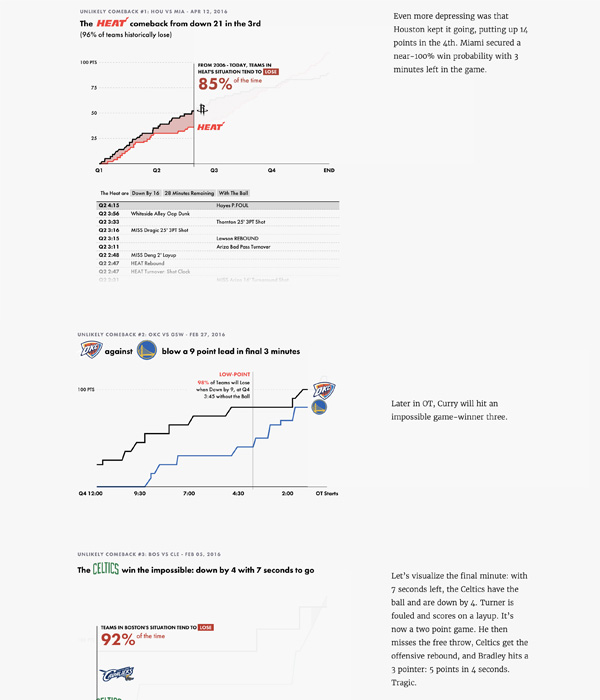 UNLIKELY COMEBACK #1: HOU VS MIA - APR 12, 2016
The HEAT comeback from down 21 in the 3rd
(96% of teams historically lose)
FROM 2006 - TODAY, TEAMS IN
HEAT'S SITUATION TEND TO LOSE
85% of the time
100 PTS
75
50
25
HEAT
Q1 Q2 Q3 Q4 END
The Heat are Down By 16 28 Minutes Remaining With The Ball
Q2 4:15 Hayes P.FOUL
Q2 3:56 Whiteside Alley Oop Dunk
Q2 3:33 Thornton 25' 3PT Shot
Q2 3:16 MISS Dragic 25' 3PT Shot
Q2 3:15 Lawson REBOUND
Q2 3:11 Ariza Bad Pass Turnover
Q2 2:48 MISS Deng 2' Layup
Q2 2:47 HEAT Rebound
Q2 2:47 HEAT Turnover: Shot Clock
Even more depressing was that
Houston kept it going, putting up 14
points in the 4th. Miami secured a
near-100% win probability with 3
minutes left in the game.
UNLIKELY COMEBACK #2: OKC VS GSW - FEB 27, 2016
OKC against blow a 9 point lead in final 3 minutes
LOW-POINT
98% of Teams will Lose
when Down by 9, at Q4
3:45 without the Ball
100 PTS
OKC
Q4 12:00 9:30 7:00 4:30 2:00 OT Starts
Later in OT, Curry will hit an
impossible game-winner three.
UNLIKELY COMEBACK #3: BOS VS CLE - FEB 05, 2016
The CELTICS win the impossible: down by 4 with 7 seconds to go
TEAMS IN BOSTON'S SITUATION TEND TO LOSE
92% of the time
CAVALIERS
Let's visualize the final minute: with
7 seconds left, the Celtics have the
ball and are down by 4. Turner is
fouled and scores on a layup. It's
now a two point game. He then
misses the free throw, Celtics get the
offensive rebound, and Bradley hits a
3 pointer: 5 points in 4 seconds.
Tragic.